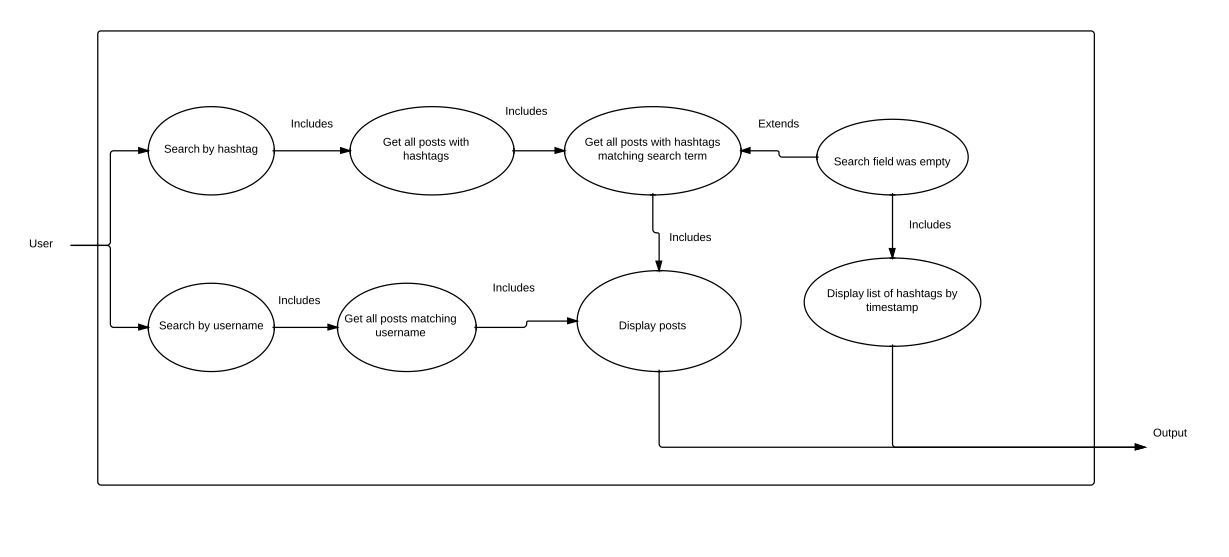 Includes
Includes
Extends
Search by hashtag
Get all posts with
hashtags
Get all posts with hashtags
matching search term
Search field was empty
User
Includes
Includes
Includes
Includes
Search by username
Get all posts matching
username
Display posts
Display list of hashtags by
timestamp
Output